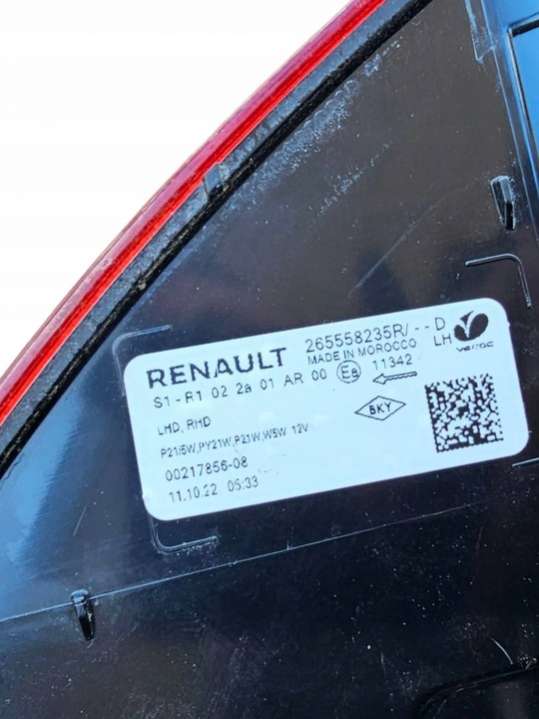 RENAULT 265558235R/ -- D
MADE IN MOROCCO LH
S1-R1 02 2a 01 AR 00 11342
LHD, RHD
P21/5W,PY21W,P21W,W5W 12V
BKY
00217856-08
11.10.22 05:33